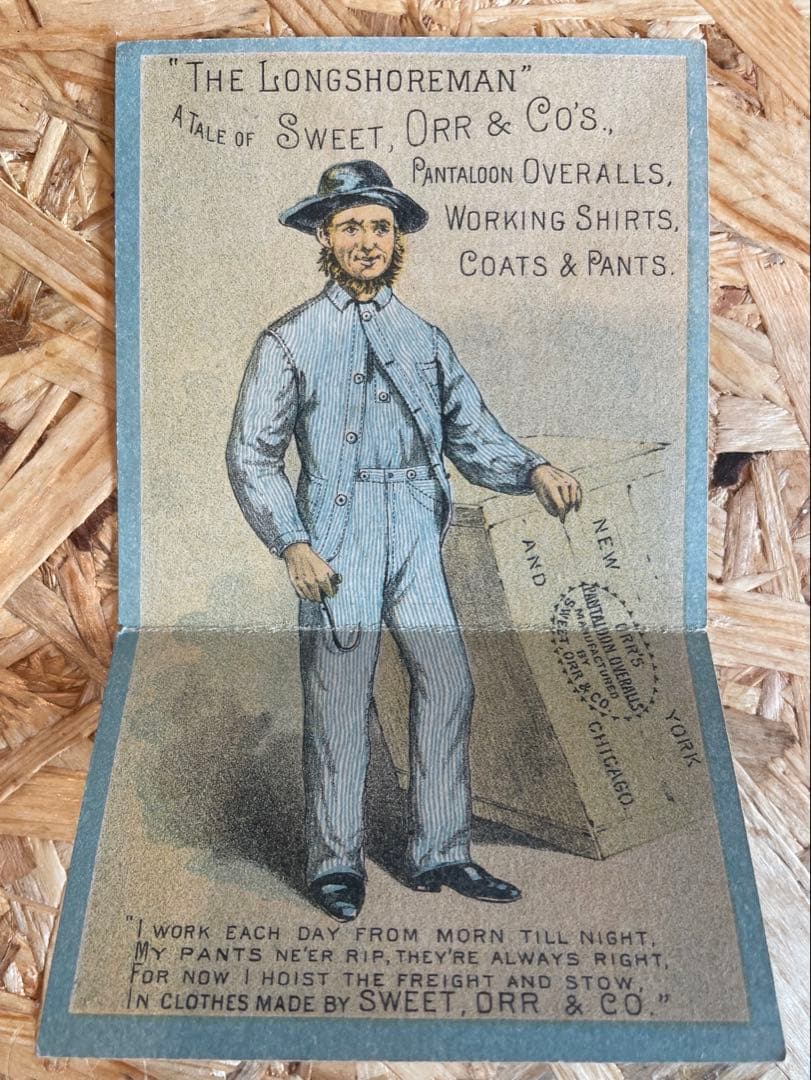 "THE LONGSHOREMAN"
A TALE OF SWEET, ORR & CO'S.,
PANTALOON OVERALLS,
WORKING SHIRTS,
COATS & PANTS.
NEW
AND
ORR'S
PANTALOON OVERALLS
MANUFACTURED
BY
SWEET, ORR & CO.
YORK
CHICAGO.
"I WORK EACH DAY FROM MORN TILL NIGHT,
MY PANTS NE'ER RIP, THEY'RE ALWAYS RIGHT,
FOR NOW I HOIST THE FREIGHT AND STOW,
IN CLOTHES MADE BY SWEET, ORR & CO."